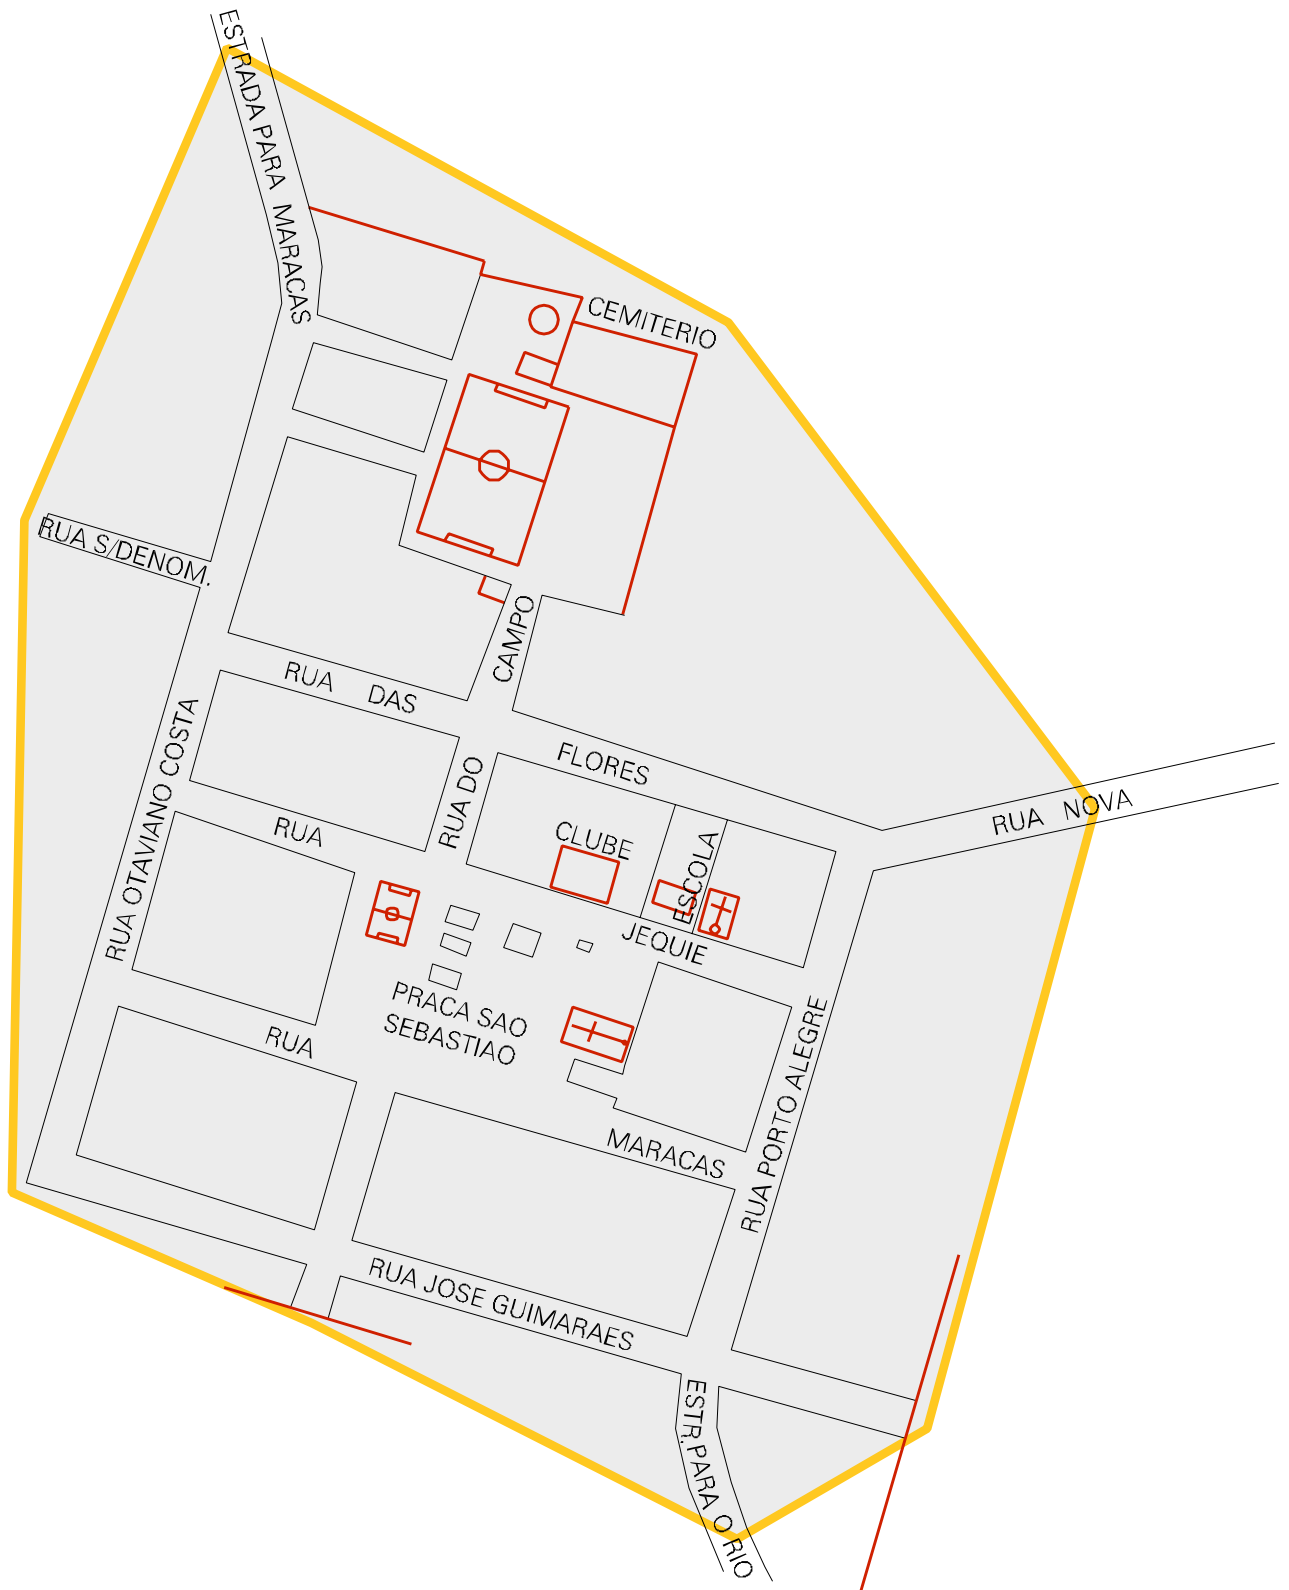 ESTRADA PARA MARACAS
CEMITERIO
RUA S/DENOM.
CAMPO
RUA DAS
FLORES
RUA OTAVIANO COSTA
RUA DO
RUA NOVA
RUA
CLUBE
ESCOLA
JEQUIE
PRACA SAO
SEBASTIAO
RUA
MARACAS
RUA PORTO ALEGRE
RUA JOSE GUIMARAES
ESTR.PARA O RIO